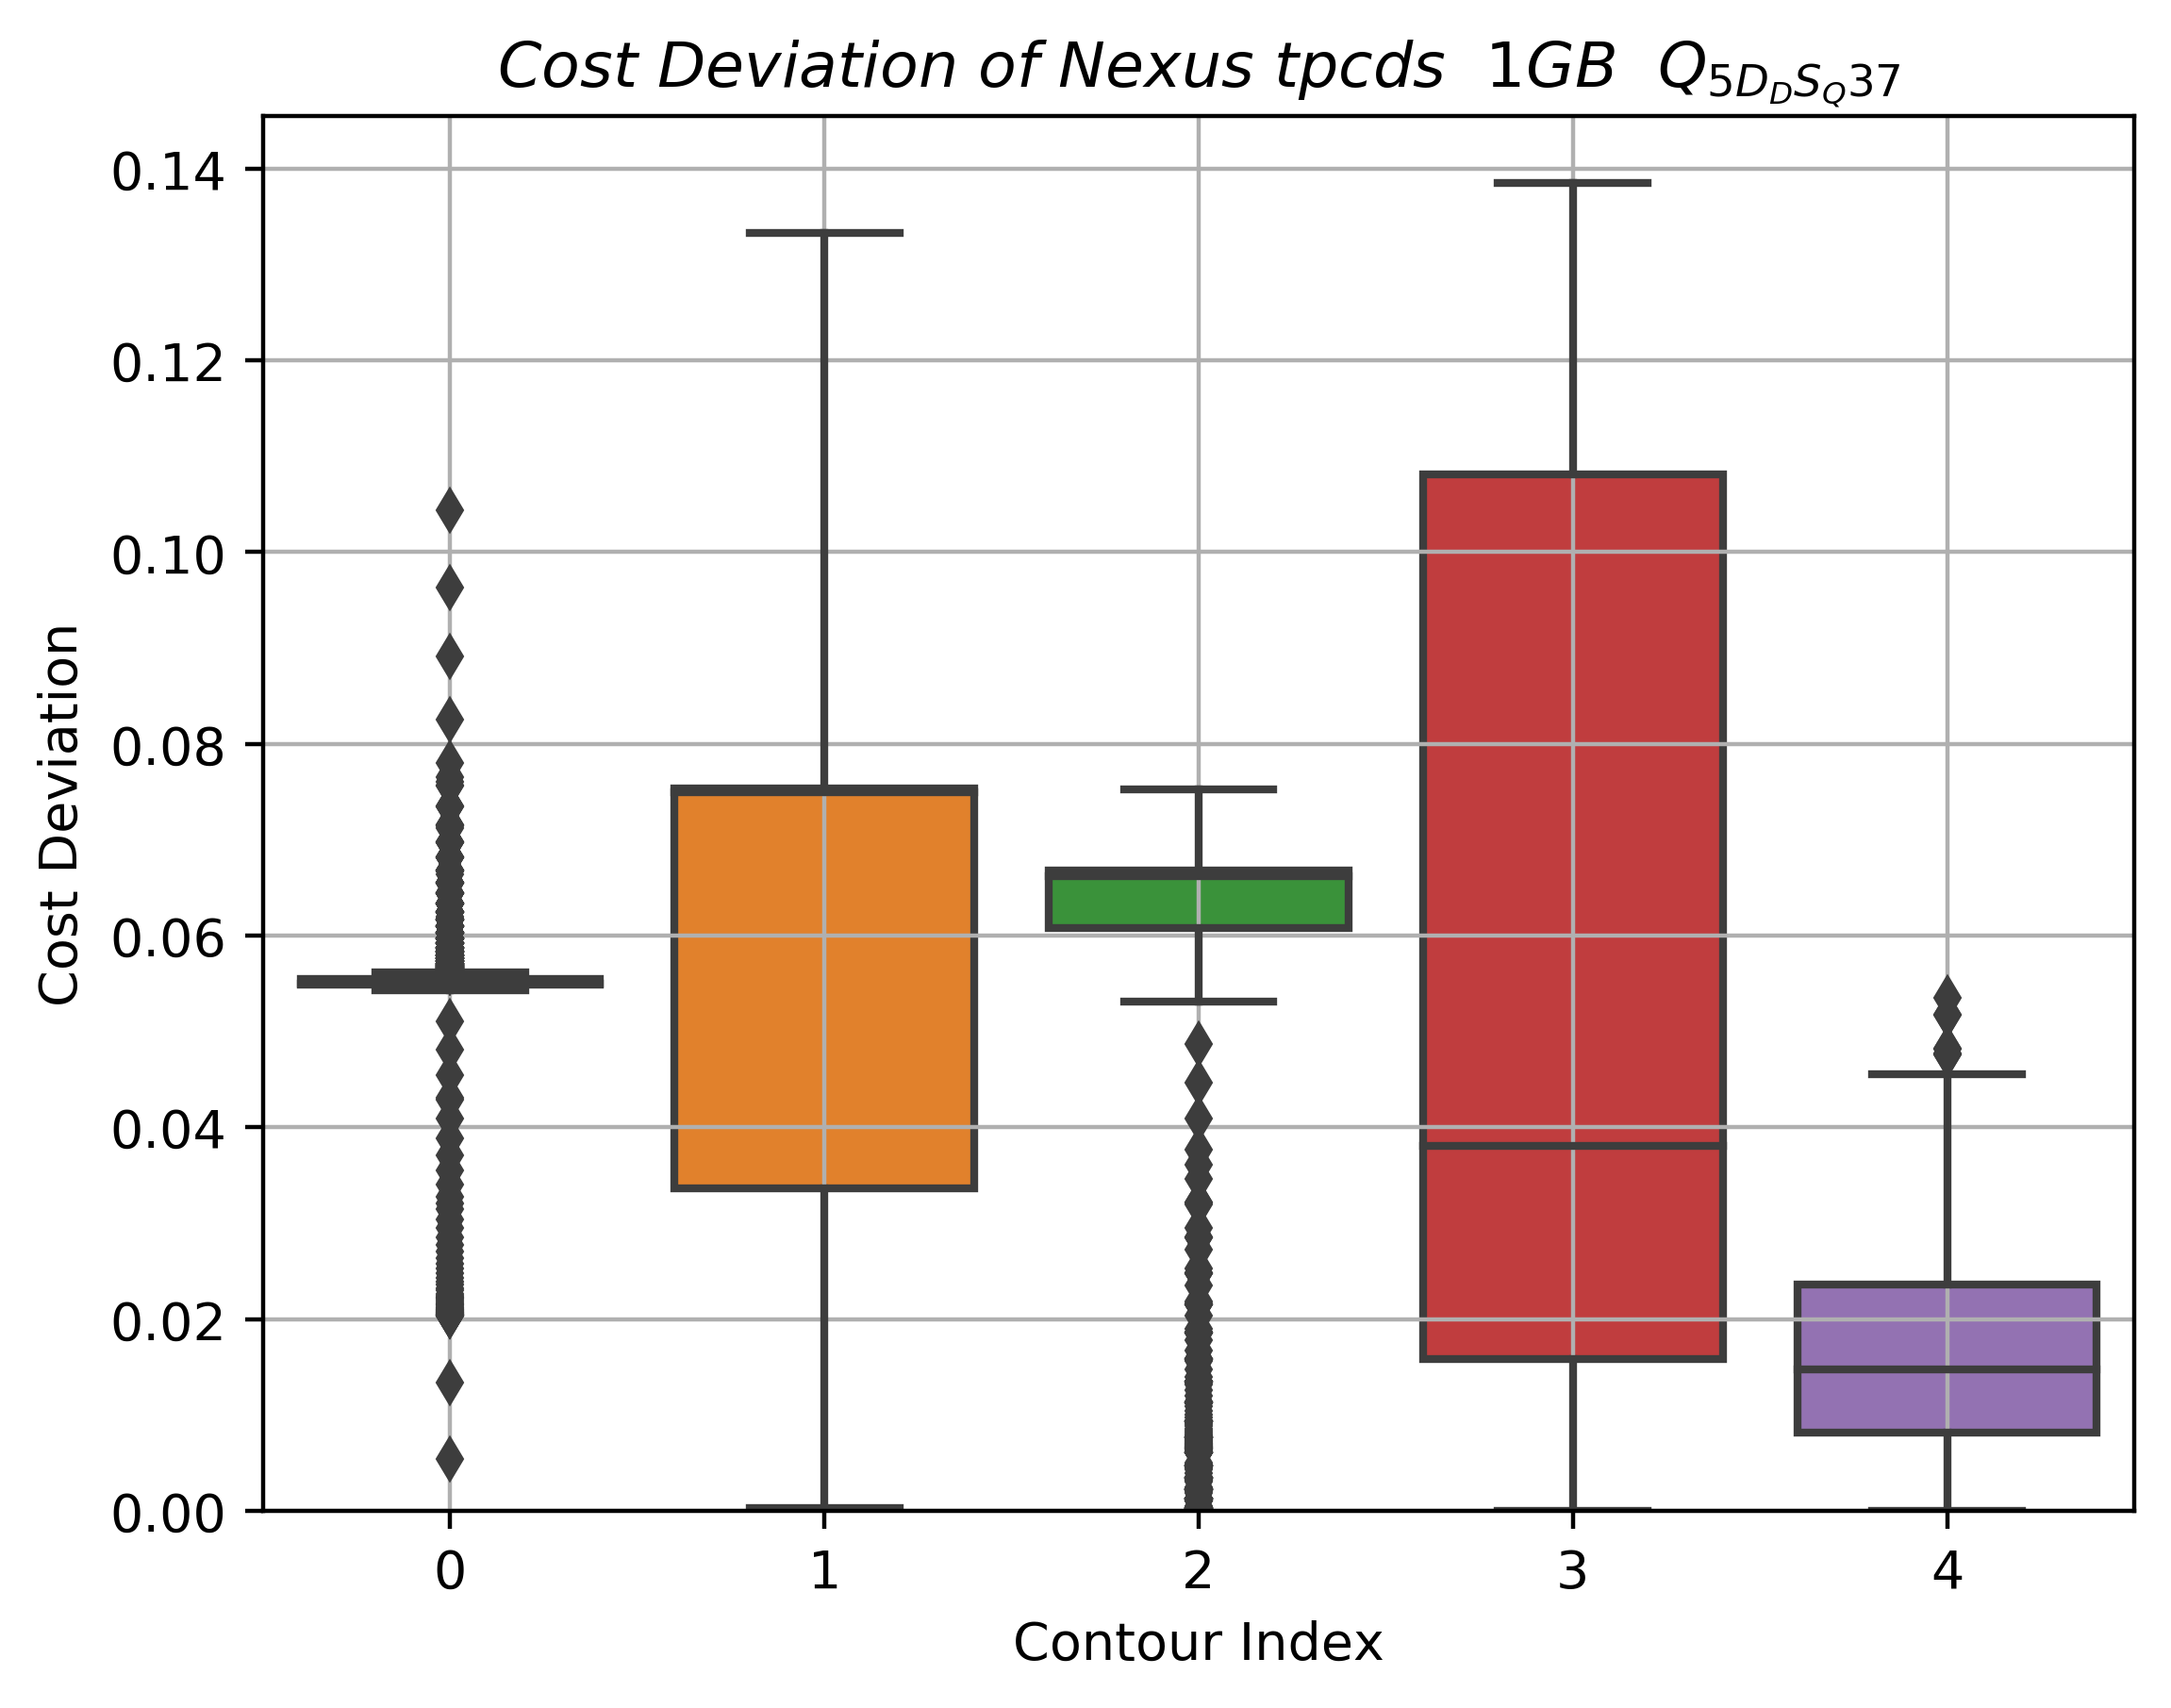 Cost Deviation of Nexus tpcds 1GB Q5DDSQ37
0.14
0.12
0.10
0.08
0.06
0.04
0.02
0.00
Cost Deviation
0 1 2 3 4
Contour Index